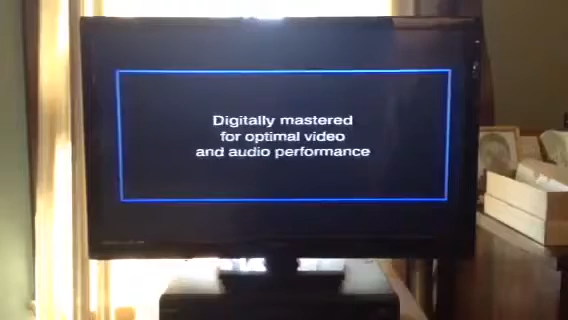 Digitally mastered
for optimal video
and audio performance